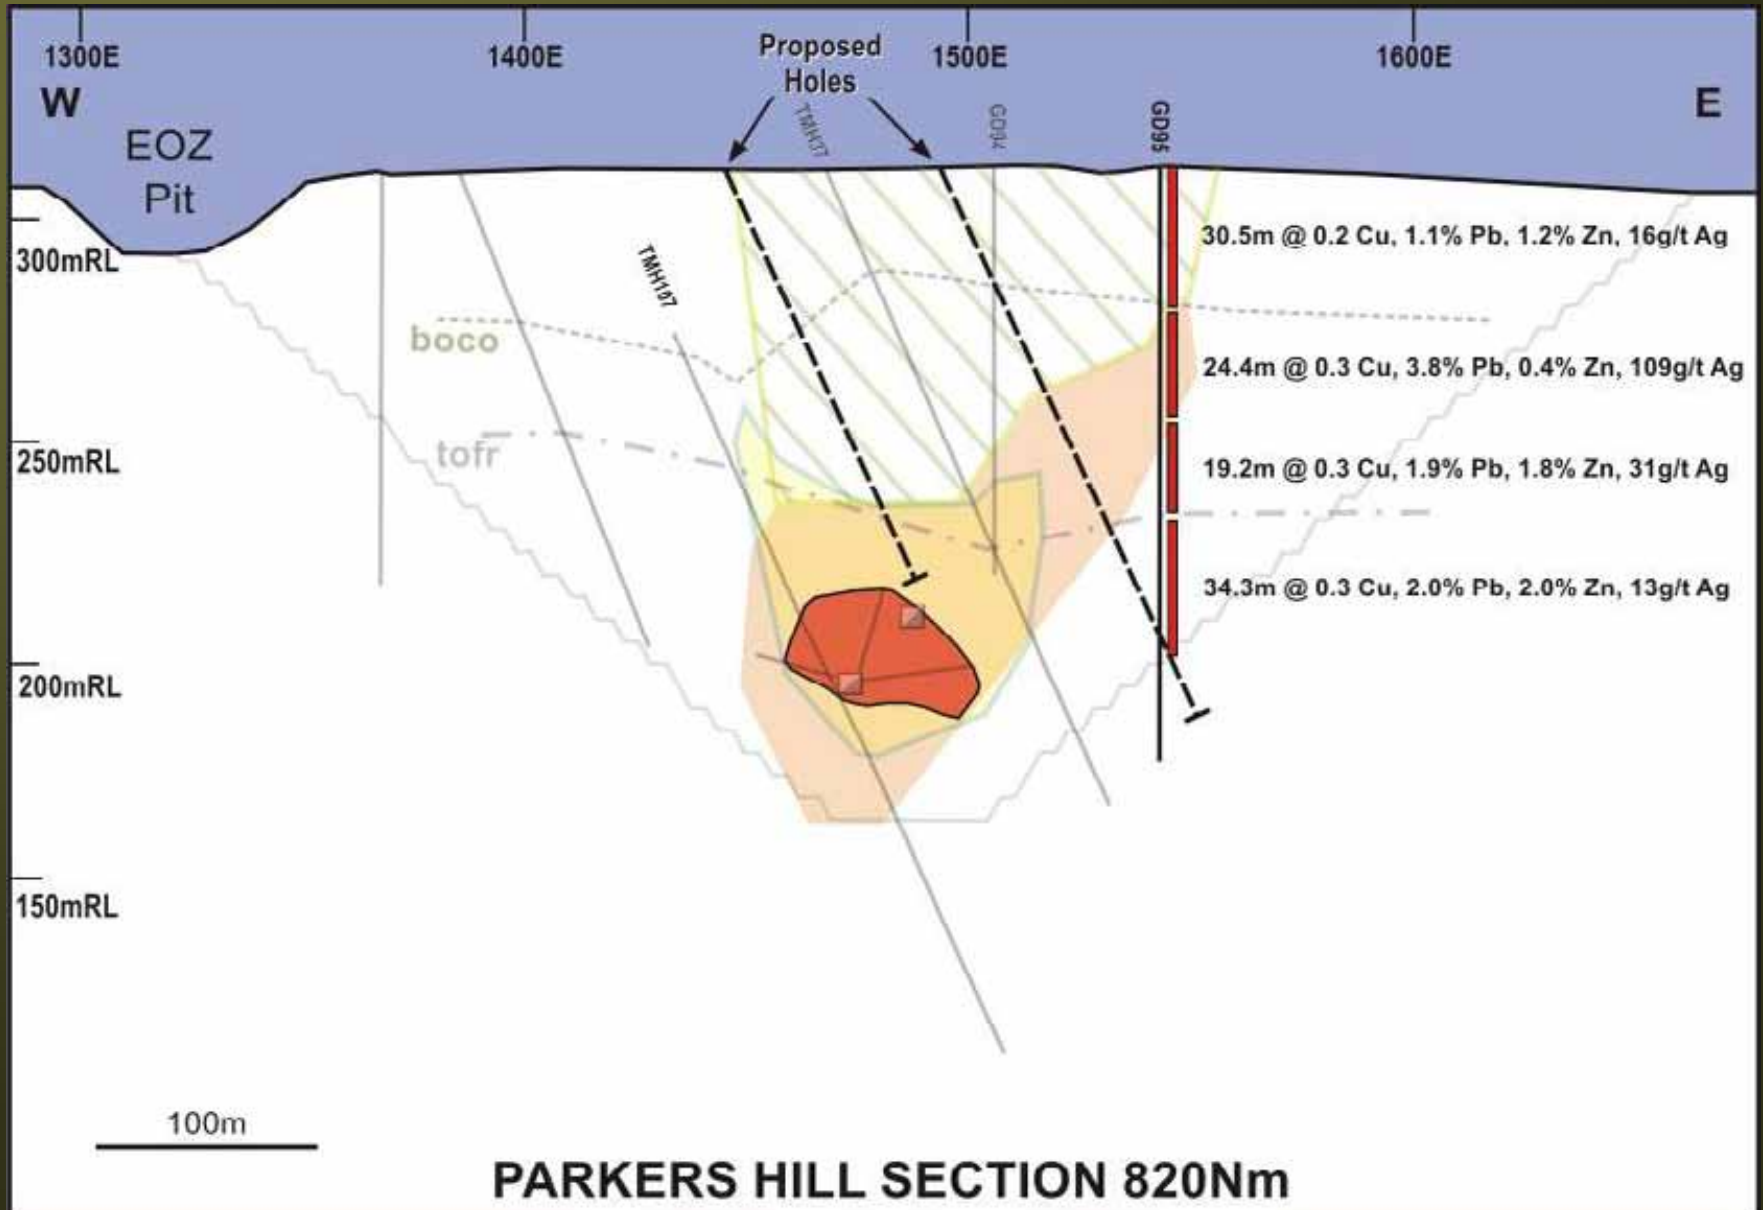 1300E
1400E
1500E
1600E
Proposed
Holes
W
E
EOZ
Pit
TMH37
GD94
GD95
TMH107
300mRL
250mRL
200mRL
150mRL
boco
tofr
30.5m @ 0.2 Cu, 1.1% Pb, 1.2% Zn, 16g/t Ag
24.4m @ 0.3 Cu, 3.8% Pb, 0.4% Zn, 109g/t Ag
19.2m @ 0.3 Cu, 1.9% Pb, 1.8% Zn, 31g/t Ag
34.3m @ 0.3 Cu, 2.0% Pb, 2.0% Zn, 13g/t Ag
100m
PARKERS HILL SECTION 820Nm